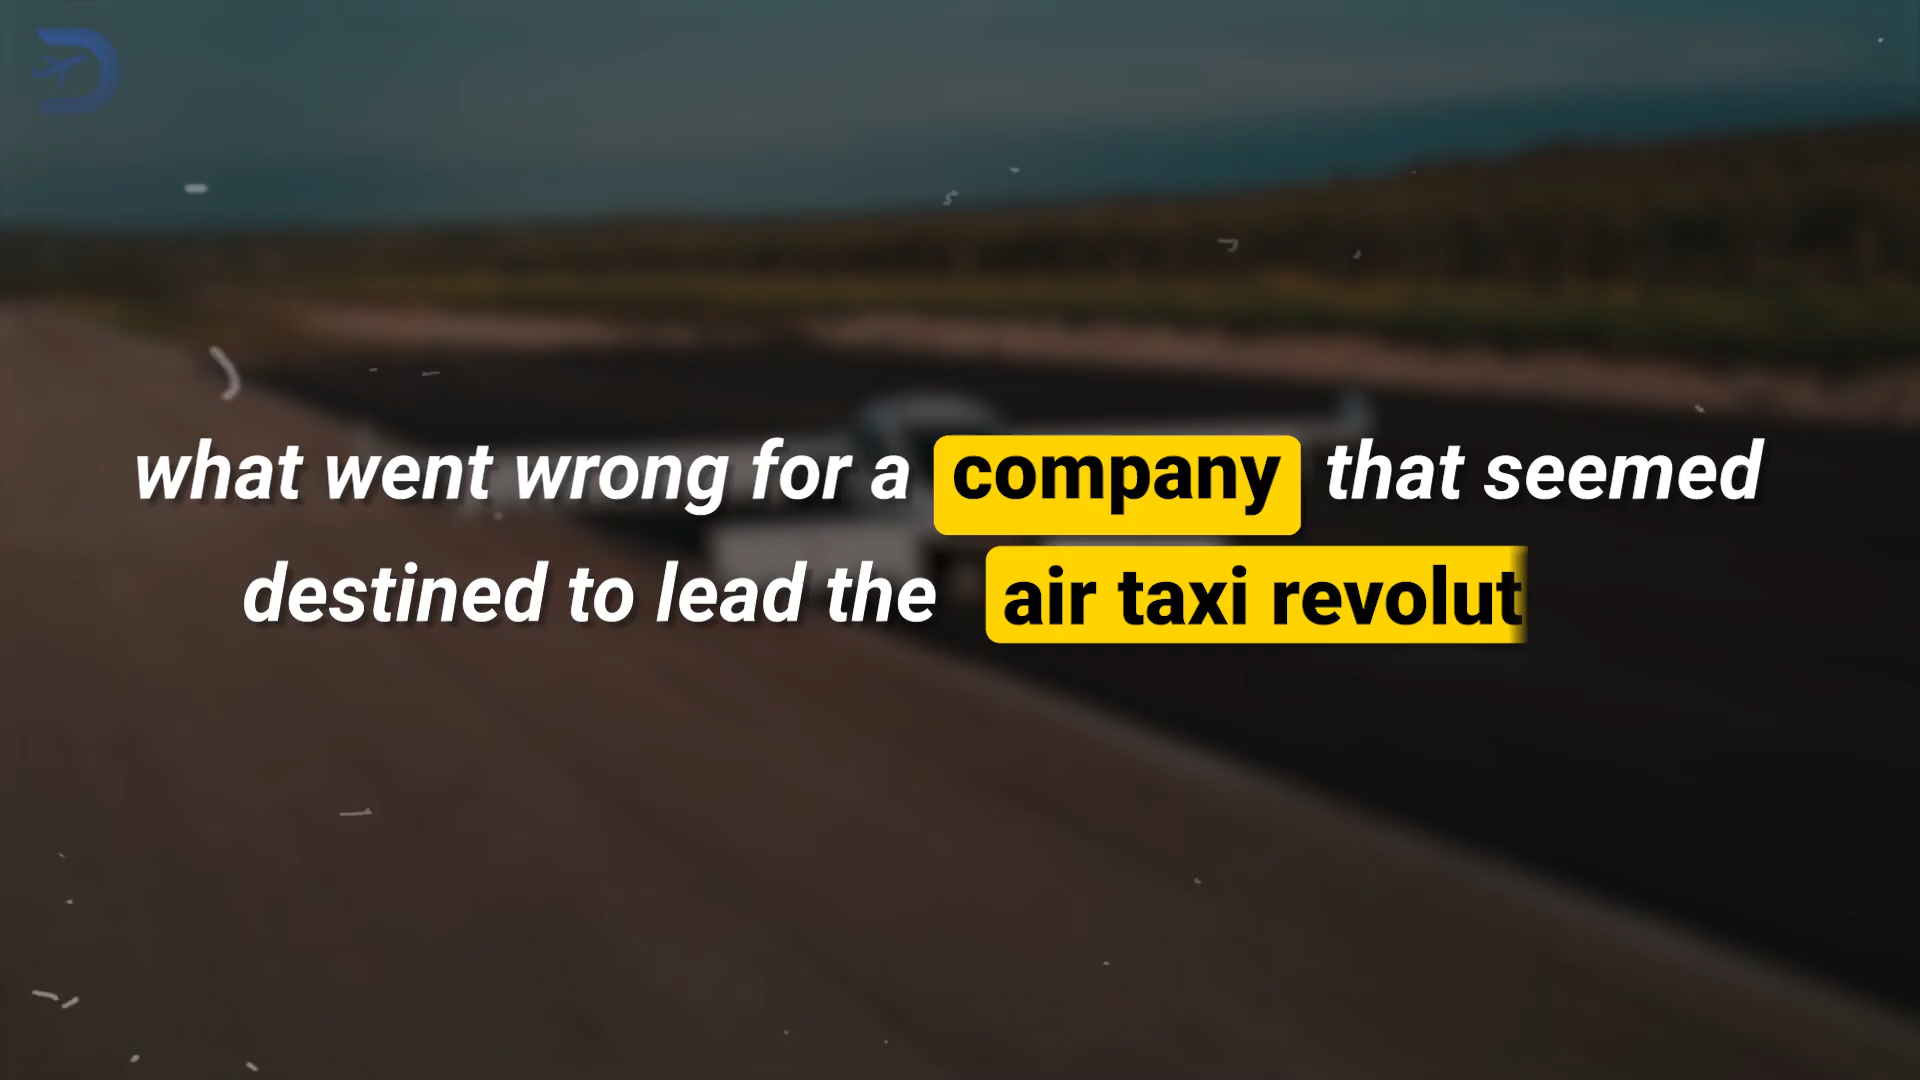 what went wrong for a company that seemed
destined to lead the air taxi revolut